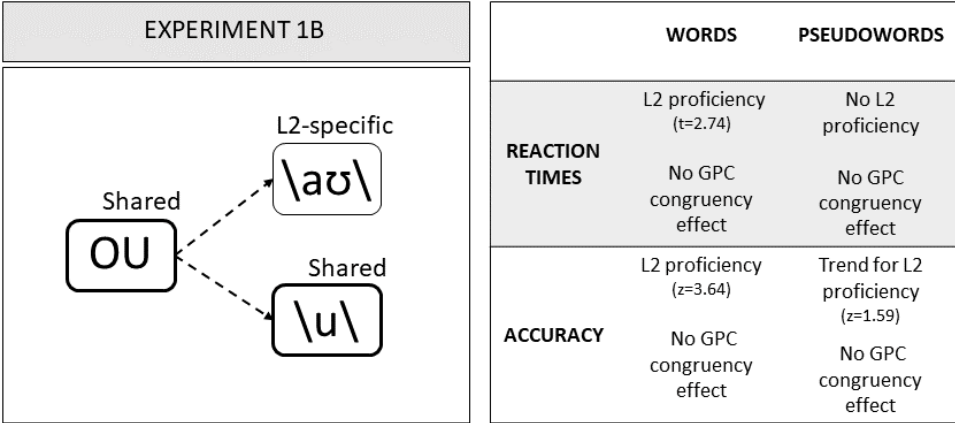 EXPERIMENT 1B
L2-specific
\aʊ\
Shared
OU
Shared
\u\
WORDS PSEUDOWORDS
REACTION
TIMES
L2 proficiency
(t=2.74)
No GPC
congruency
effect
No L2
proficiency
No GPC
congruency
effect
ACCURACY
L2 proficiency
(z=3.64)
No GPC
congruency
effect
Trend for L2
proficiency
(z=1.59)
No GPC
congruency
effect